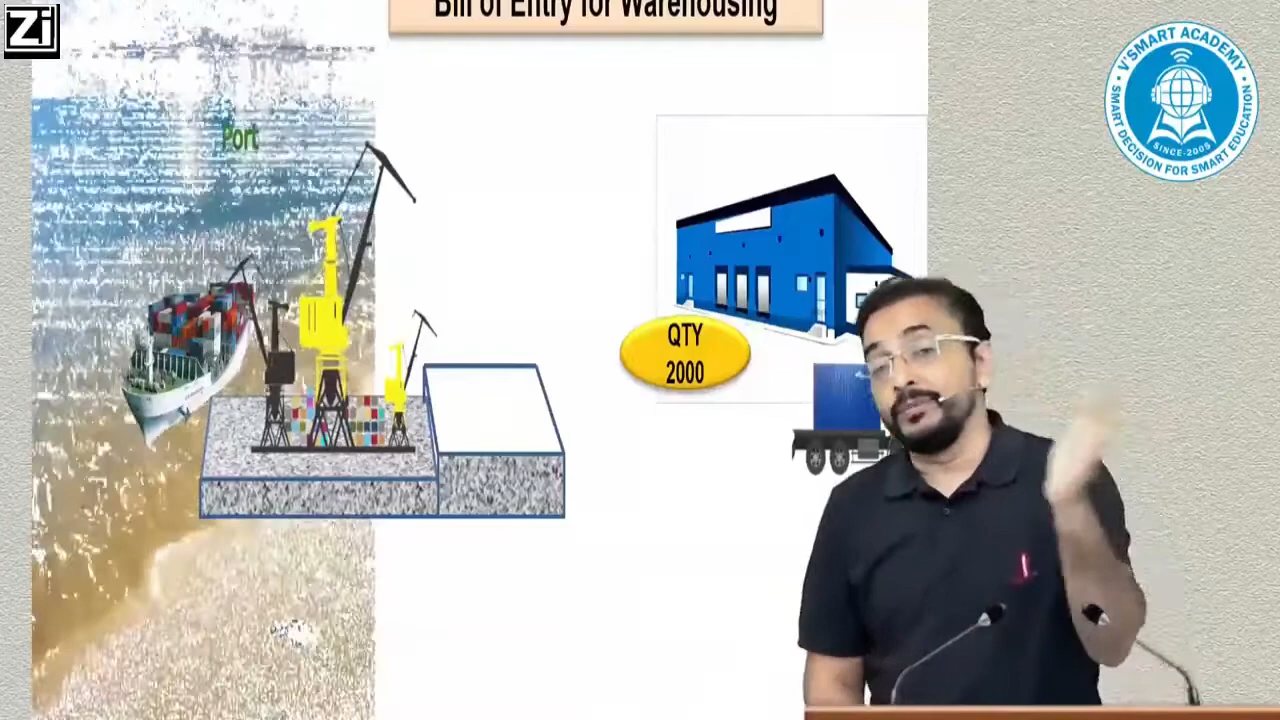 Zi
Bill of Entry for Warehousing
Port
QTY
2000
V'SMART ACADEMY
SMART DECISION FOR SMART EDUCATION
SINCE-2005